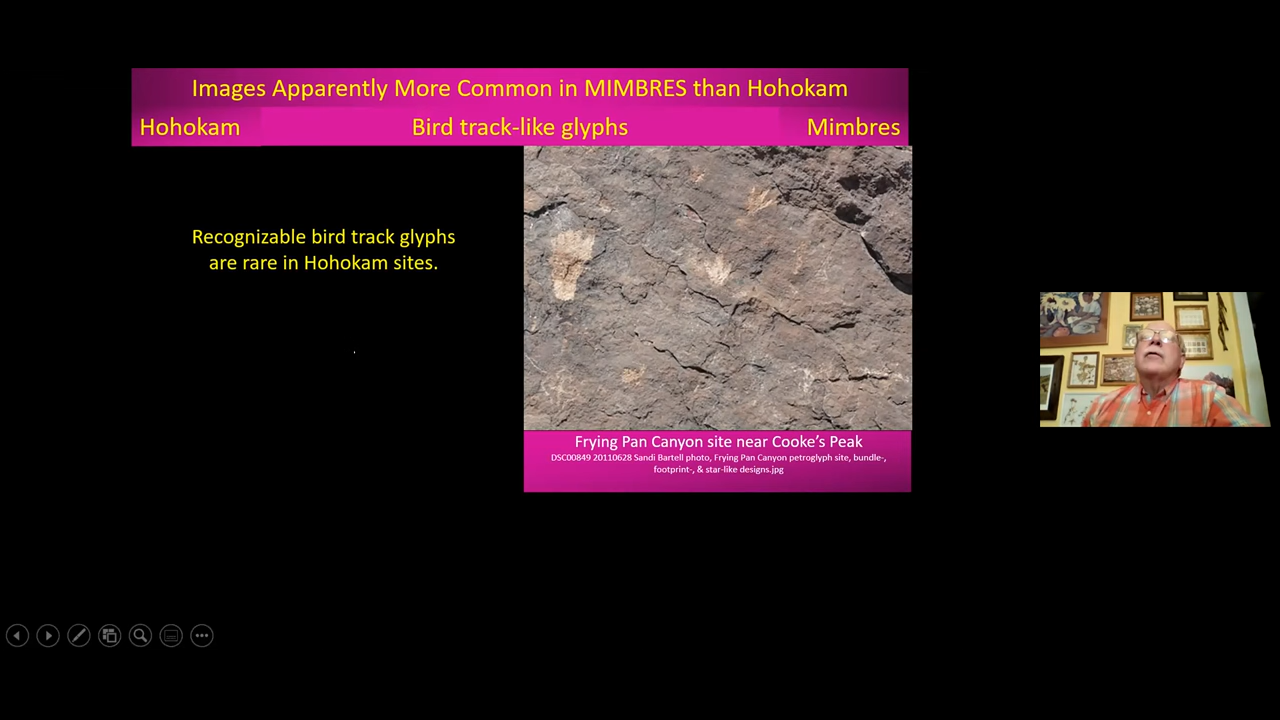 Images Apparently More Common in MIMBRES than Hohokam
Hohokam Bird track-like glyphs Mimbres
Recognizable bird track glyphs
are rare in Hohokam sites.
Frying Pan Canyon site near Cooke's Peak
DSC00849 20110628 Sandi Bartell photo, Frying Pan Canyon petroglyph site, bundle-,
footprint-, & star-like designs.jpg